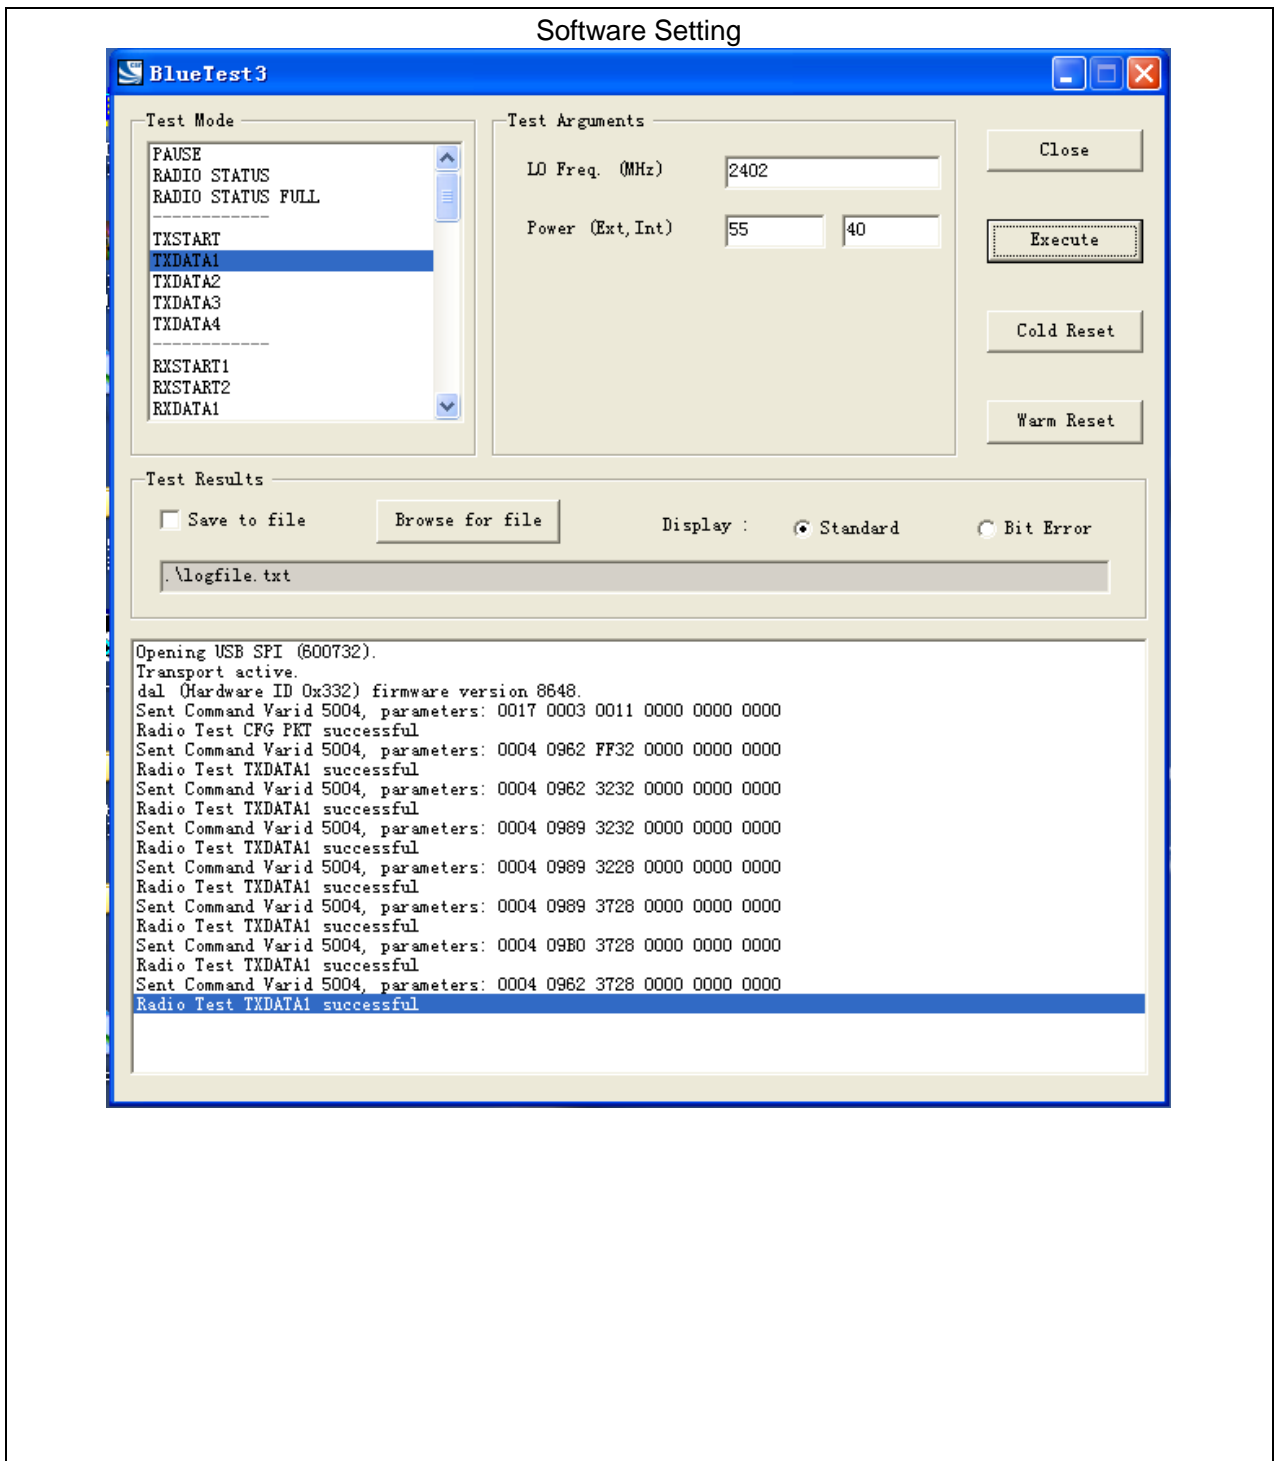 Software Setting
BlueTest3
Test Mode
PAUSE
RADIO STATUS
RADIO STATUS FULL
------------
TXSTART
TXDATA1
TXDATA2
TXDATA3
TXDATA4
------------
RXSTART1
RXSTART2
RXDATA1
Test Arguments
LO Freq. (MHz)
2402
Power (Ext,Int)
55
40
Close
Execute
Cold Reset
Warm Reset
Test Results
Save to file
Browse for file
Display :
Standard
Bit Error
.\logfile.txt
Opening USB SPI (600732).
Transport active.
dal (Hardware ID 0x332) firmware version 8648.
Sent Command Varid 5004, parameters: 0017 0003 0011 0000 0000 0000
Radio Test CFG PKT successful
Sent Command Varid 5004, parameters: 0004 0962 FF32 0000 0000 0000
Radio Test TXDATA1 successful
Sent Command Varid 5004, parameters: 0004 0962 3232 0000 0000 0000
Radio Test TXDATA1 successful
Sent Command Varid 5004, parameters: 0004 0989 3232 0000 0000 0000
Radio Test TXDATA1 successful
Sent Command Varid 5004, parameters: 0004 0989 3228 0000 0000 0000
Radio Test TXDATA1 successful
Sent Command Varid 5004, parameters: 0004 0989 3728 0000 0000 0000
Radio Test TXDATA1 successful
Sent Command Varid 5004, parameters: 0004 09B0 3728 0000 0000 0000
Radio Test TXDATA1 successful
Sent Command Varid 5004, parameters: 0004 0962 3728 0000 0000 0000
Radio Test TXDATA1 successful